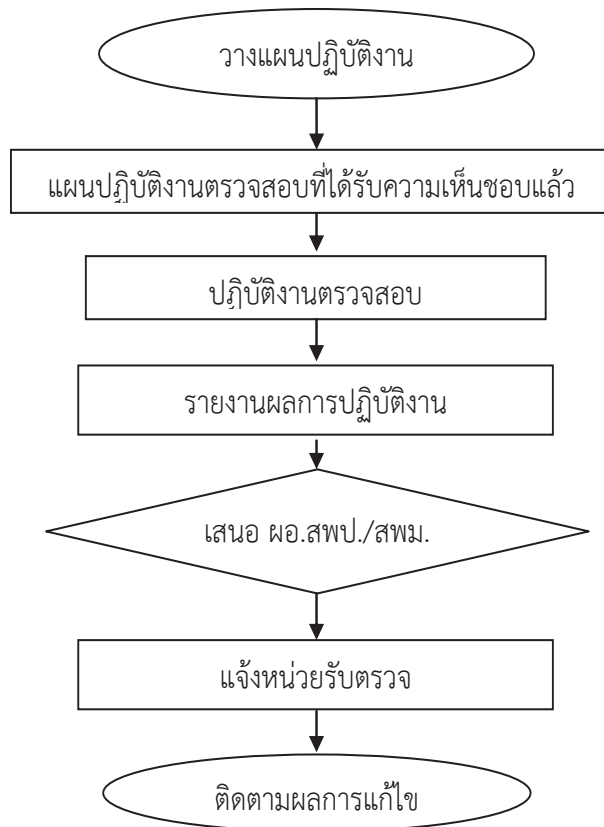 วางแผนปฏิบัติงาน
แผนปฏิบัติงานตรวจสอบที่ได้รับความเห็นชอบแล้ว
ปฏิบัติงานตรวจสอบ
รายงานผลการปฏิบัติงาน
เสนอ ผอ.สพป./สพม.
แจ้งหน่วยรับตรวจ
ติดตามผลการแก้ไข